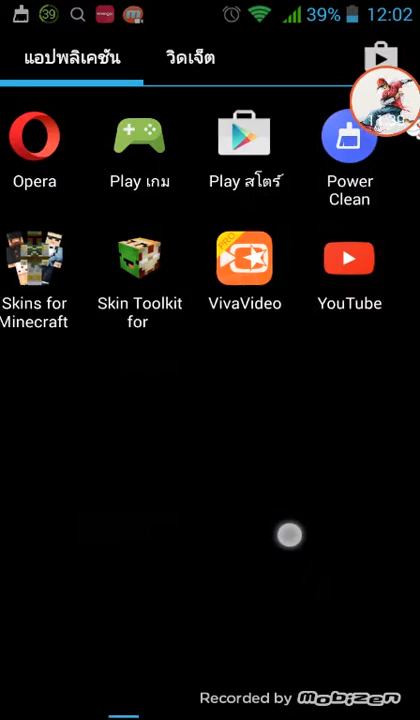 39 39% 12:02
แอปพลิเคชัน วิดเจ็ต
Opera Play เกม Play สโตร์ Power Clean
Skins for Minecraft Skin Toolkit for PRO VivaVideo YouTube
Recorded by mobizen